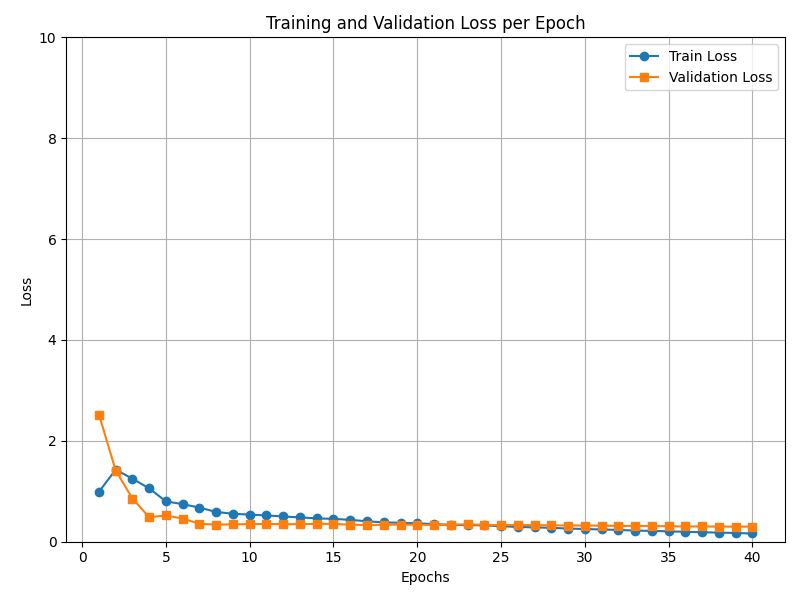 Training and Validation Loss per Epoch
Train Loss
Validation Loss
10
8
6
4
2
0
Loss
0 5 10 15 20 25 30 35 40
Epochs